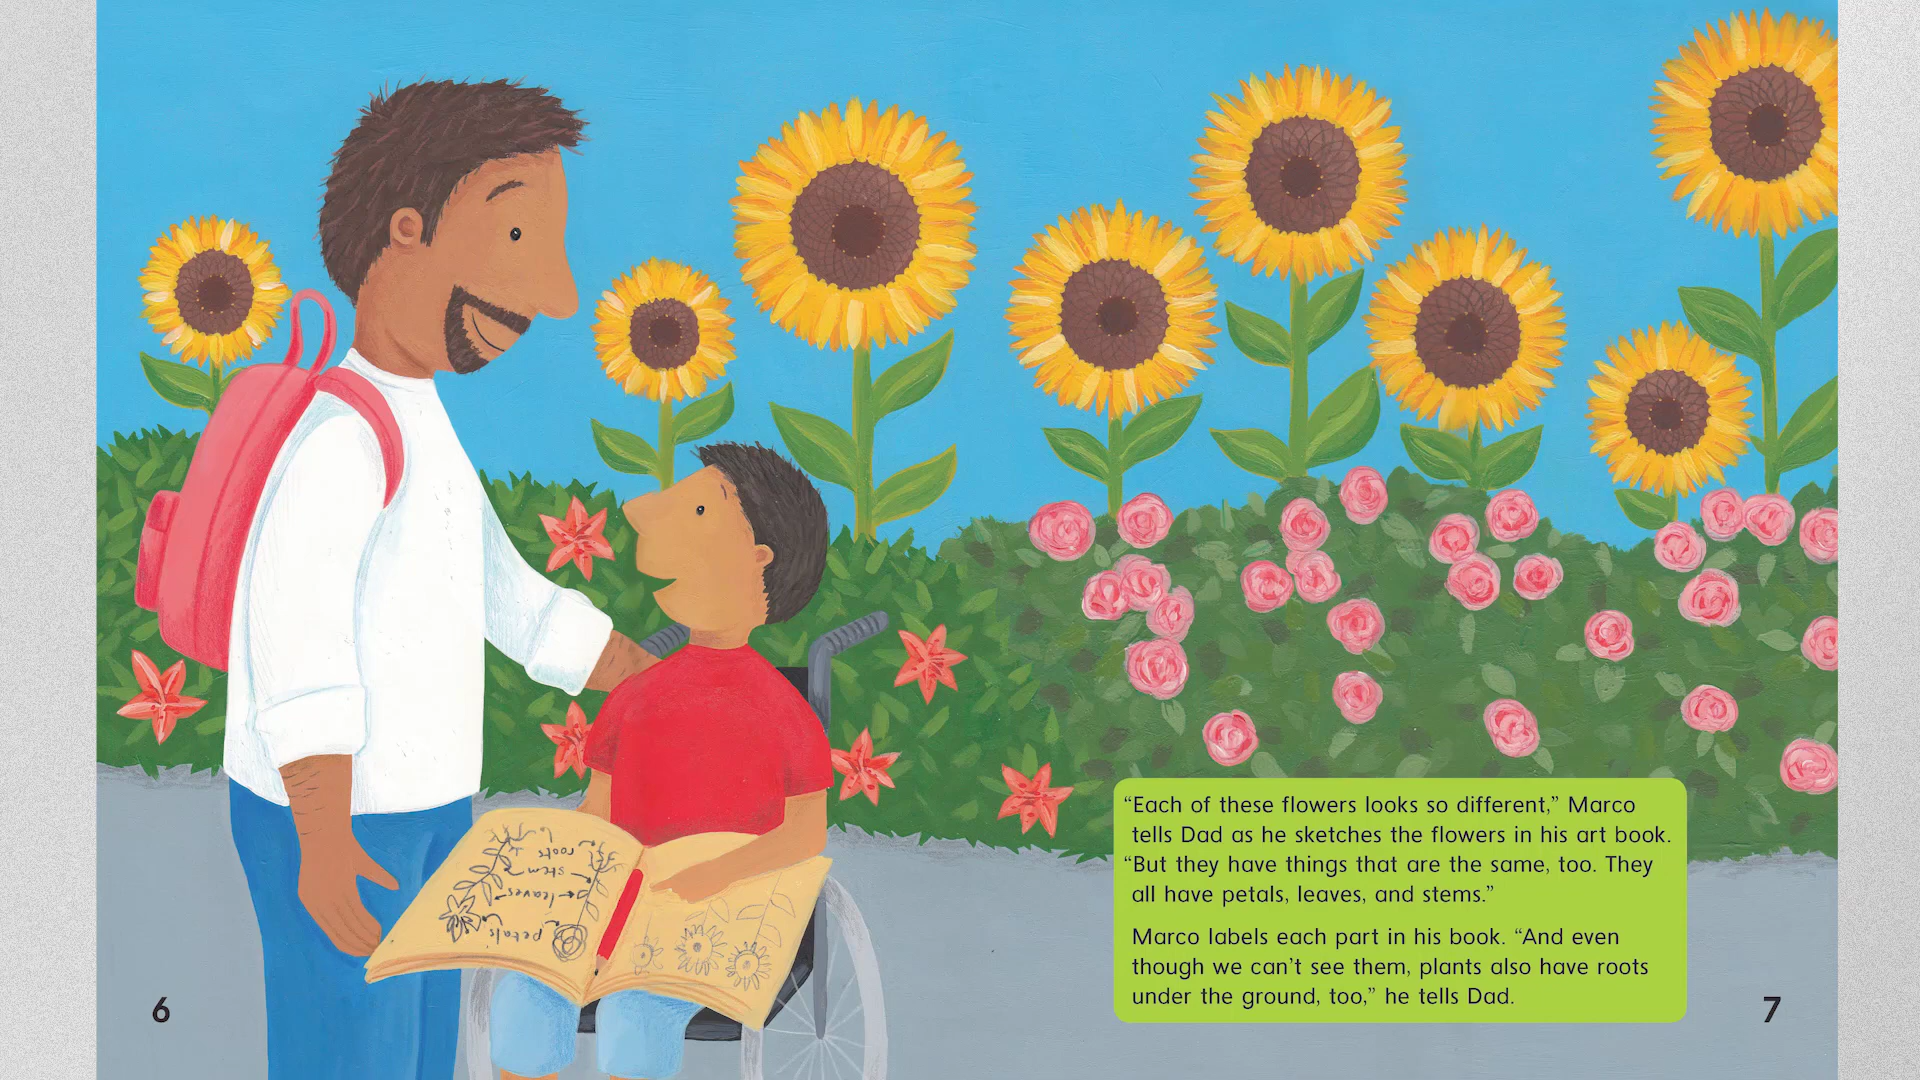 petals
leaves
stem
roots
“Each of these flowers looks so different,” Marco
tells Dad as he sketches the flowers in his art book.
“But they have things that are the same, too. They
all have petals, leaves, and stems.”
Marco labels each part in his book. “And even
though we can’t see them, plants also have roots
under the ground, too,” he tells Dad.
6
7